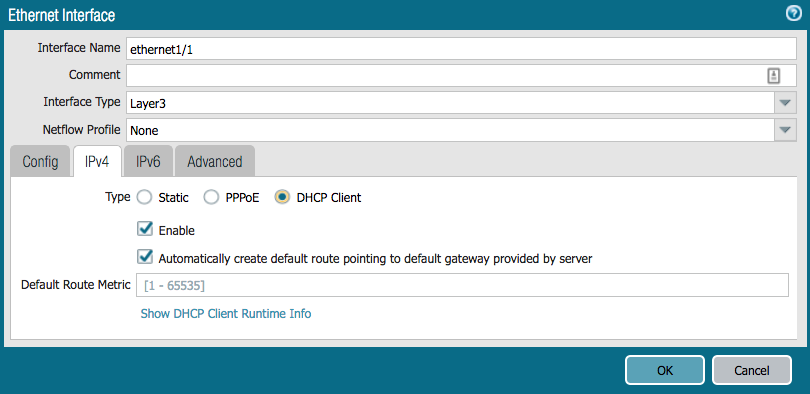 Ethernet Interface
Interface Name ethernet1/1
Comment
Interface Type Layer3
Netflow Profile None
Config IPv4 IPv6 Advanced
Type Static PPPoE DHCP Client
Enable
Automatically create default route pointing to default gateway provided by server
Default Route Metric [1 - 65535]
Show DHCP Client Runtime Info
OK Cancel